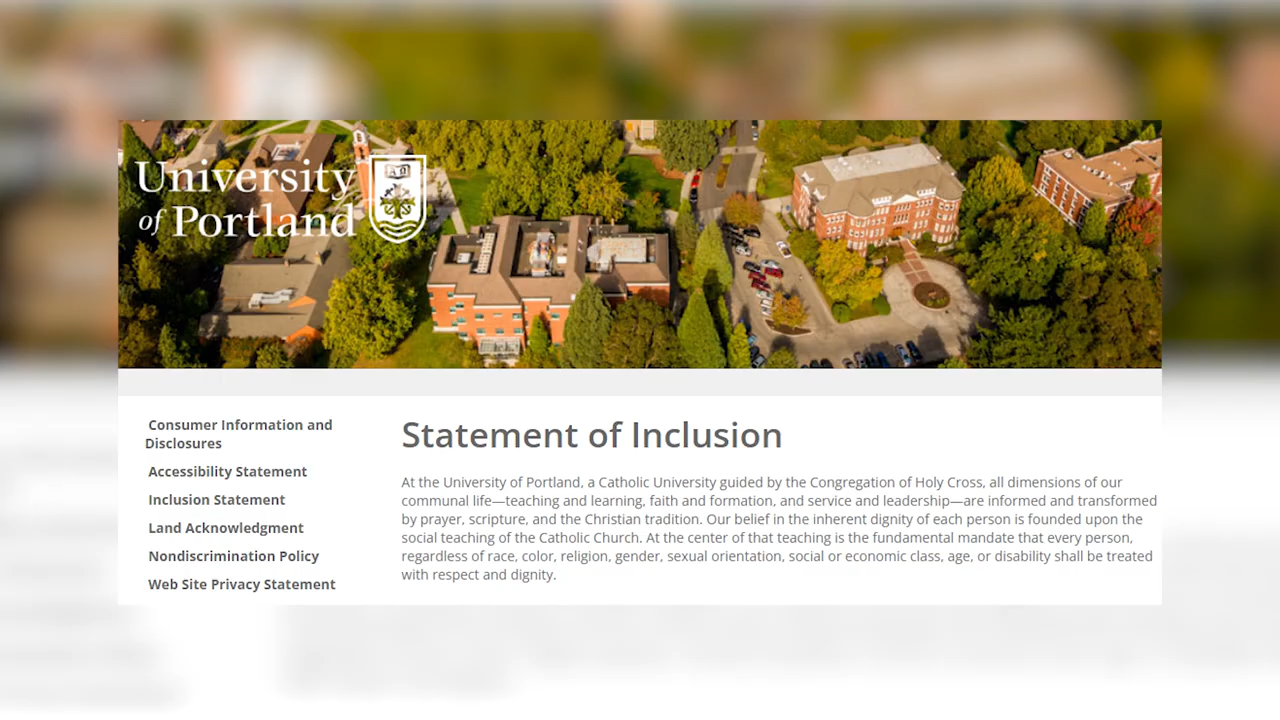 University
of Portland
Consumer Information and
Disclosures
Accessibility Statement
Inclusion Statement
Land Acknowledgment
Nondiscrimination Policy
Web Site Privacy Statement
Statement of Inclusion
At the University of Portland, a Catholic University guided by the Congregation of Holy Cross, all dimensions of our
communal life—teaching and learning, faith and formation, and service and leadership—are informed and transformed
by prayer, scripture, and the Christian tradition. Our belief in the inherent dignity of each person is founded upon the
social teaching of the Catholic Church. At the center of that teaching is the fundamental mandate that every person,
regardless of race, color, religion, gender, sexual orientation, social or economic class, age, or disability shall be treated
with respect and dignity.